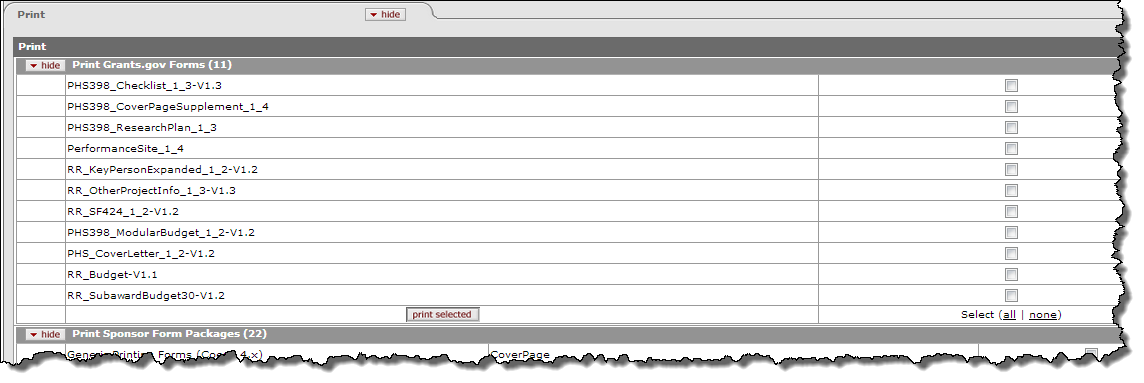 Print hide
Print
hide Print Grants.gov Forms (11)
PHS398_Checklist_1_3-V1.3
PHS398_CoverPageSupplement_1_4
PHS398_ResearchPlan_1_3
PerformanceSite_1_4
RR_KeyPersonExpanded_1_2-V1.2
RR_OtherProjectInfo_1_3-V1.3
RR_SF424_1_2-V1.2
PHS398_ModularBudget_1_2-V1.2
PHS_CoverLetter_1_2-V1.2
RR_Budget-V1.1
RR_SubawardBudget30-V1.2
print selected Select (all | none)
hide Print Sponsor Form Packages (22)
Generic Printing Forms 4.x) CoverPage